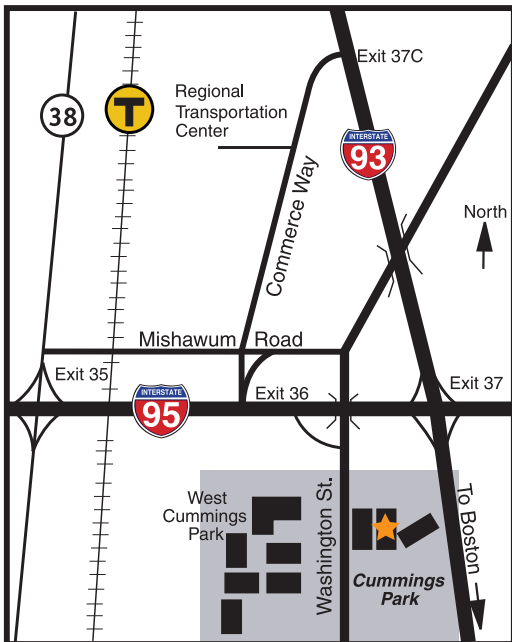 Exit 37C
Regional
Transportation
Center
38
T
INTERSTATE
93
Commerce Way
North
Mishawum Road
Exit 35
Exit 36
Exit 37
INTERSTATE
95
West
Cummings
Park
Washington St.
To Boston
Cummings
Park